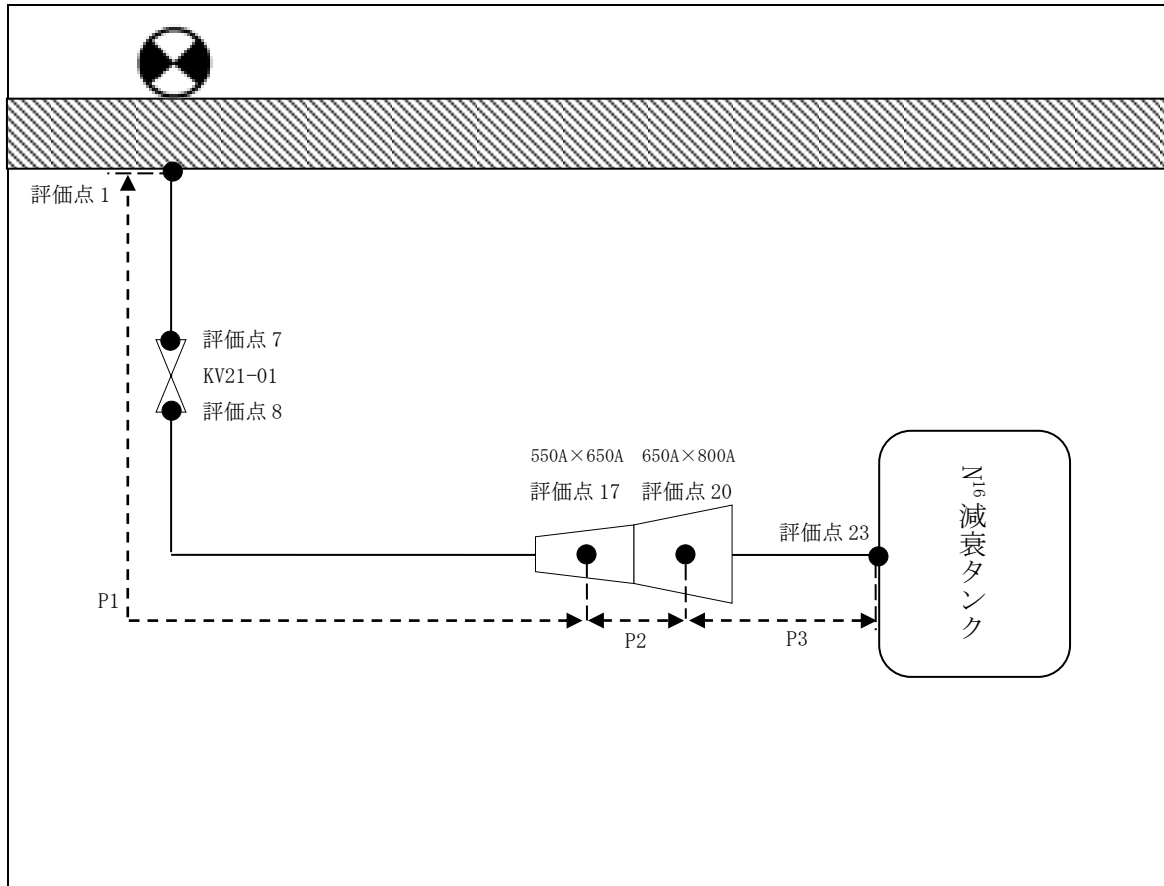 評価点 1
評価点 7
KV21-01
評価点 8
550A×650A 650A×800A
評価点 17 評価点 20
評価点 23
N16減衰タンク
P1
P2
P3